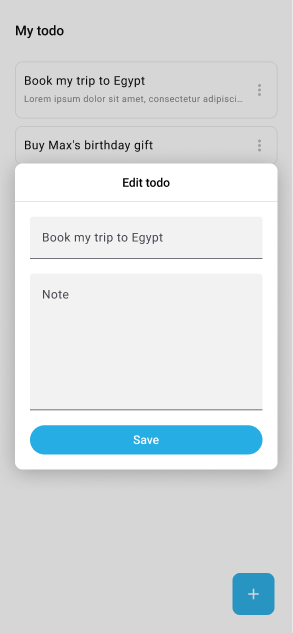 My todo
Book my trip to Egypt
Lorem ipsum dolor sit amet, consectetur adipisci...
Buy Max's birthday gift
Edit todo
Book my trip to Egypt
Note
Save
+